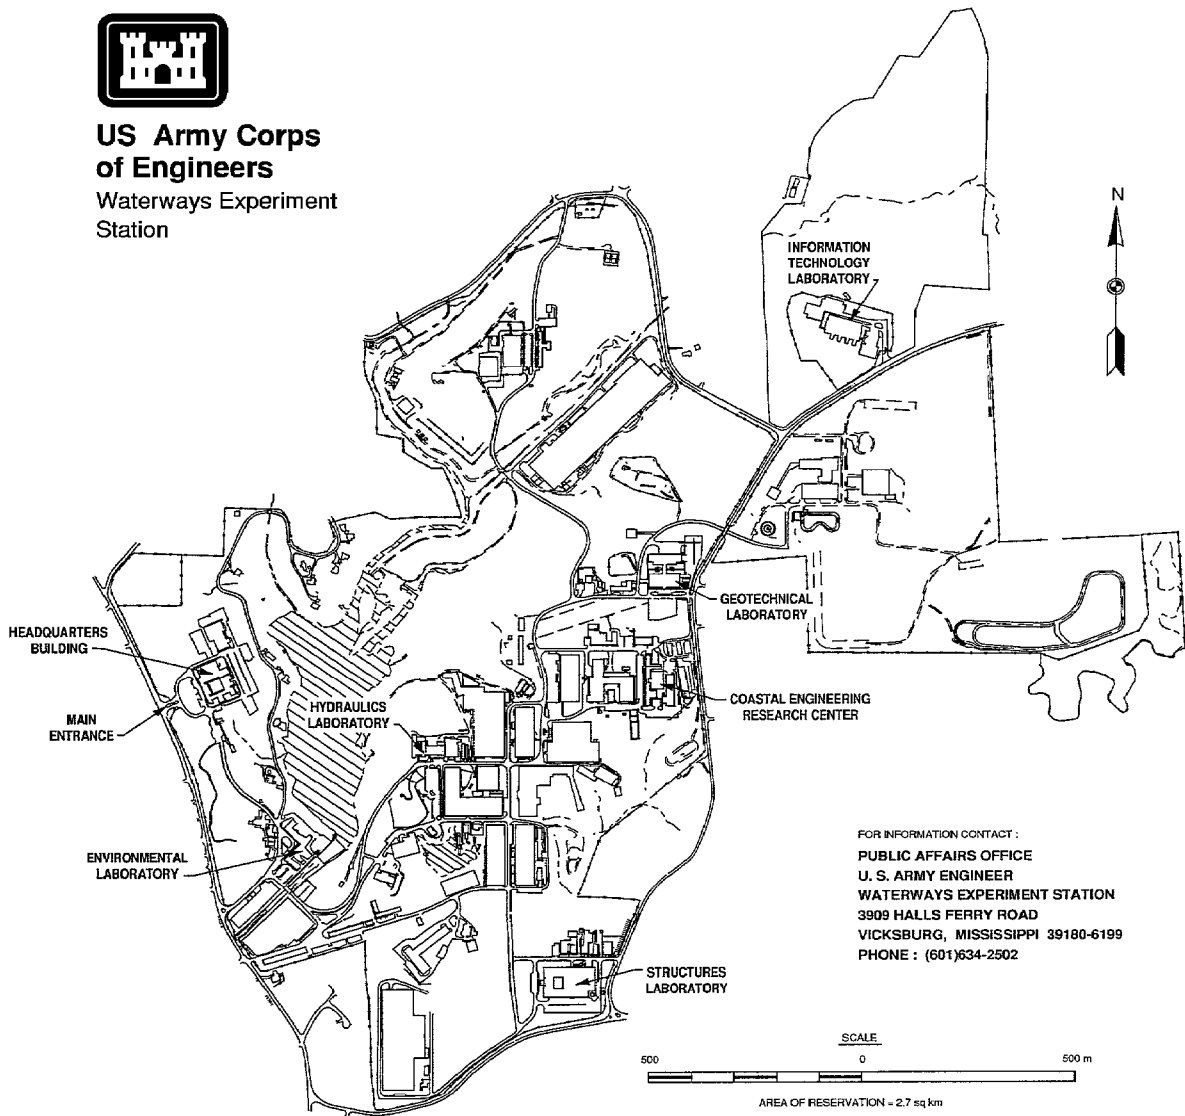 US Army Corps
of Engineers
Waterways Experiment
Station
N
INFORMATION
TECHNOLOGY
LABORATORY
GEOTECHNICAL
LABORATORY
HEADQUARTERS
BUILDING
MAIN
ENTRANCE
HYDRAULICS
LABORATORY
COASTAL ENGINEERING
RESEARCH CENTER
ENVIRONMENTAL
LABORATORY
STRUCTURES
LABORATORY
FOR INFORMATION CONTACT :
PUBLIC AFFAIRS OFFICE
U. S. ARMY ENGINEER
WATERWAYS EXPERIMENT STATION
3909 HALLS FERRY ROAD
VICKSBURG, MISSISSIPPI 39180-6199
PHONE : (601)634-2502
SCALE
500 0 500 m
AREA OF RESERVATION = 2.7 sq km